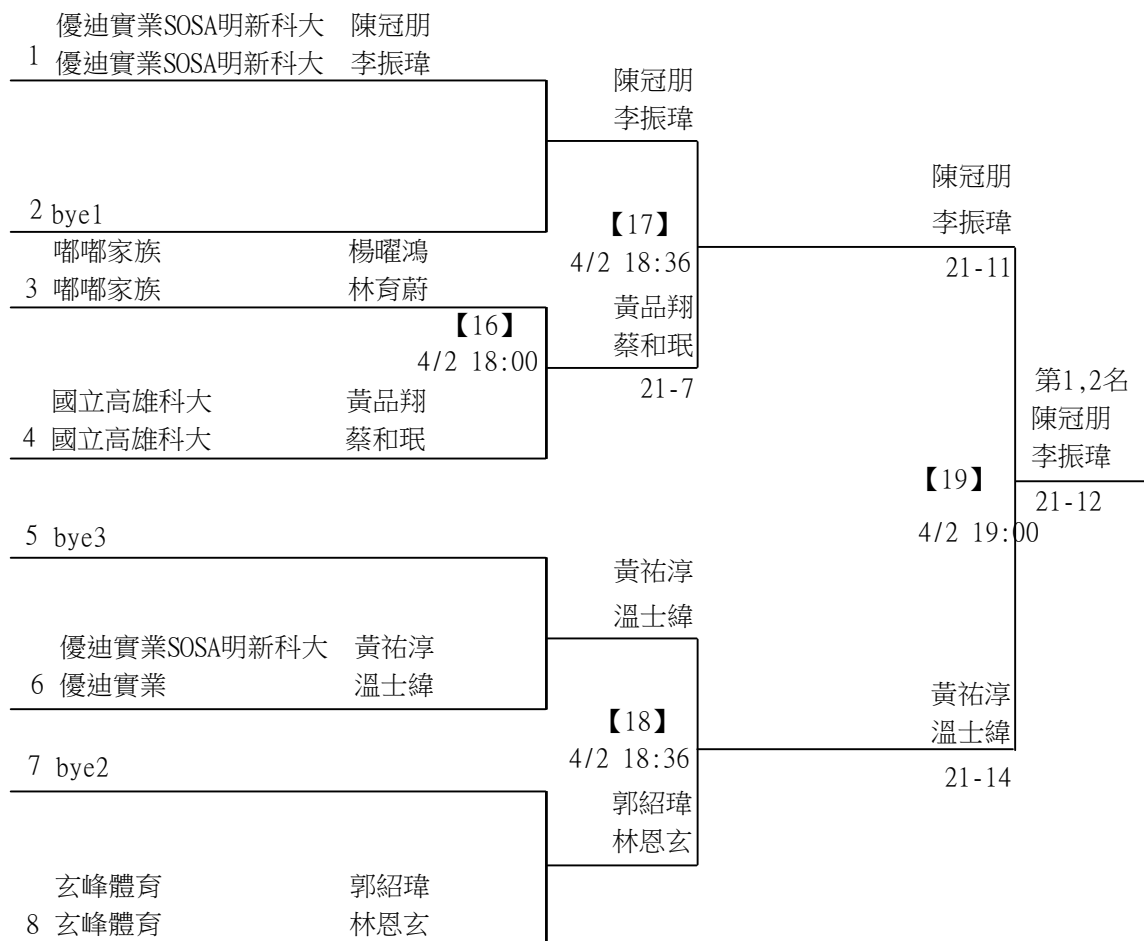 優迪實業SOSA明新科大 陳冠朋
1 優迪實業SOSA明新科大 李振瑋
2 bye1
嘟嘟家族 楊曜鴻
3 嘟嘟家族 林育蔚
【16】
4/2 18:00
國立高雄科大 黃品翔
4 國立高雄科大 蔡和珉
5 bye3
優迪實業SOSA明新科大 黃祐淳
6 優迪實業 溫士緯
7 bye2
玄峰體育 郭紹瑋
8 玄峰體育 林恩玄
陳冠朋
李振瑋
【17】
4/2 18:36
黃品翔
蔡和珉
21-7
黃祐淳
溫士緯
【18】
4/2 18:36
郭紹瑋
林恩玄
陳冠朋
李振瑋
21-11
【19】
4/2 19:00
黃祐淳
溫士緯
21-14
第1,2名
陳冠朋
李振瑋
21-12